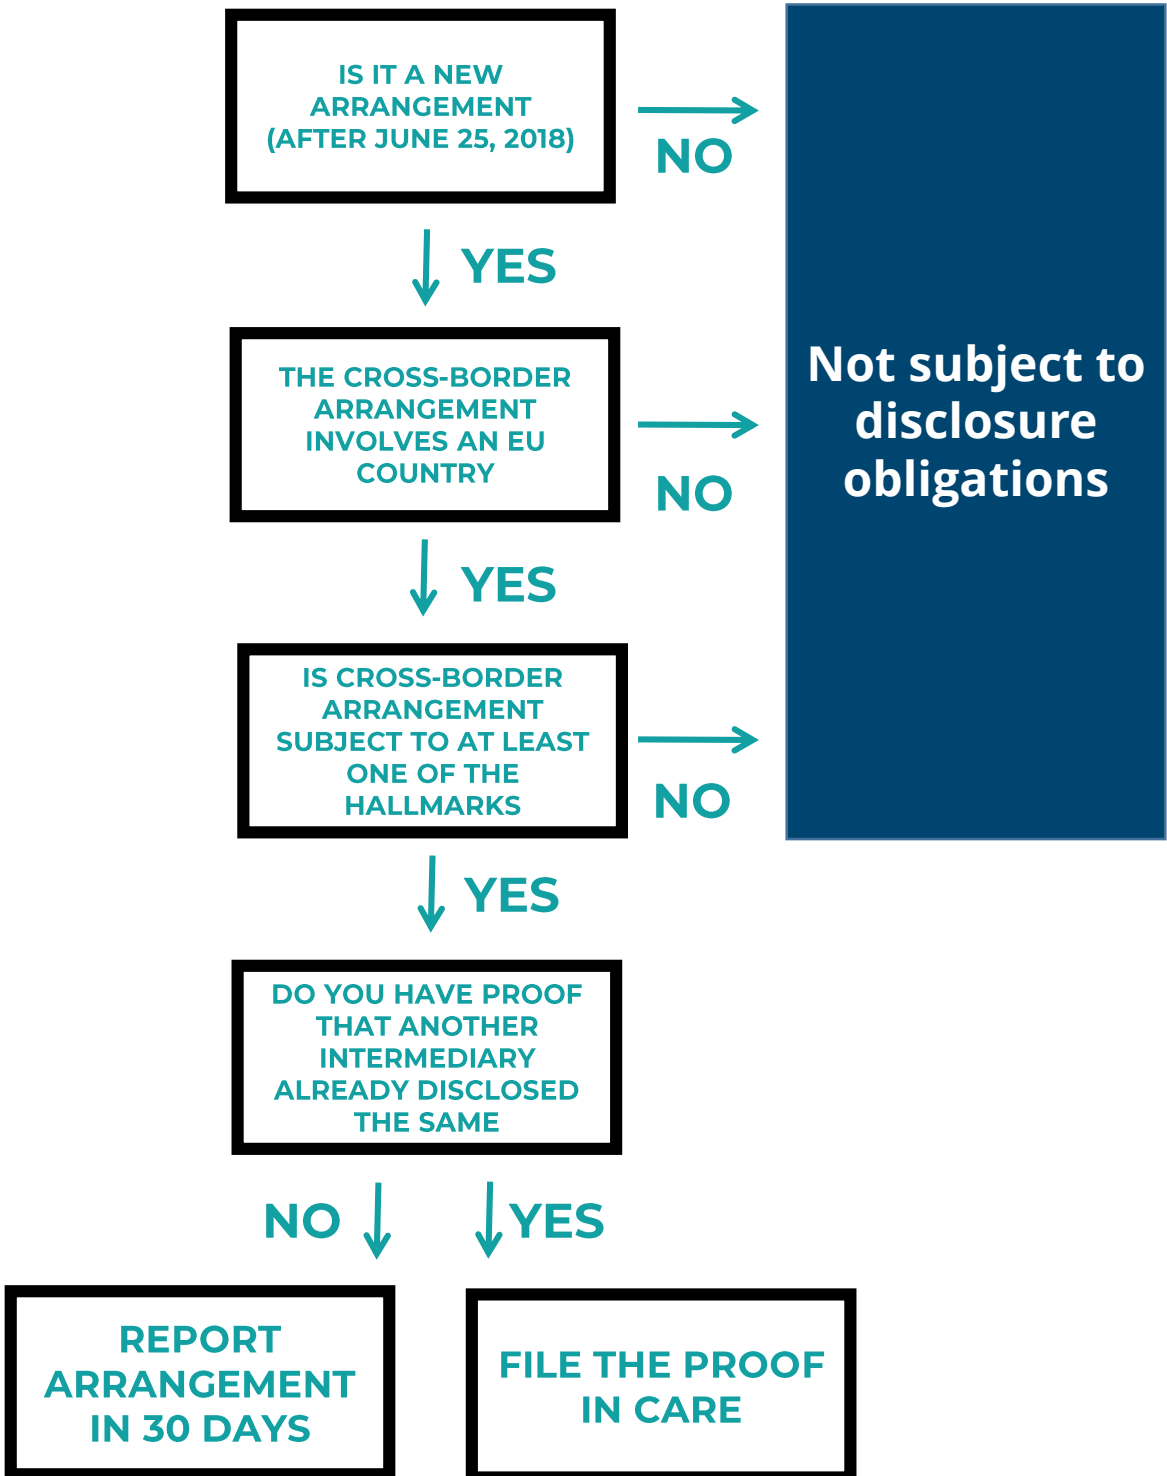 IS IT A NEW
ARRANGEMENT
(AFTER JUNE 25, 2018)
NO
YES
THE CROSS-BORDER
ARRANGEMENT
INVOLVES AN EU
COUNTRY
NO
Not subject to
disclosure
obligations
YES
IS CROSS-BORDER
ARRANGEMENT
SUBJECT TO AT LEAST
ONE OF THE
HALLMARKS
NO
YES
DO YOU HAVE PROOF
THAT ANOTHER
INTERMEDIARY
ALREADY DISCLOSED
THE SAME
NO
YES
REPORT
ARRANGEMENT
IN 30 DAYS
FILE THE PROOF
IN CARE